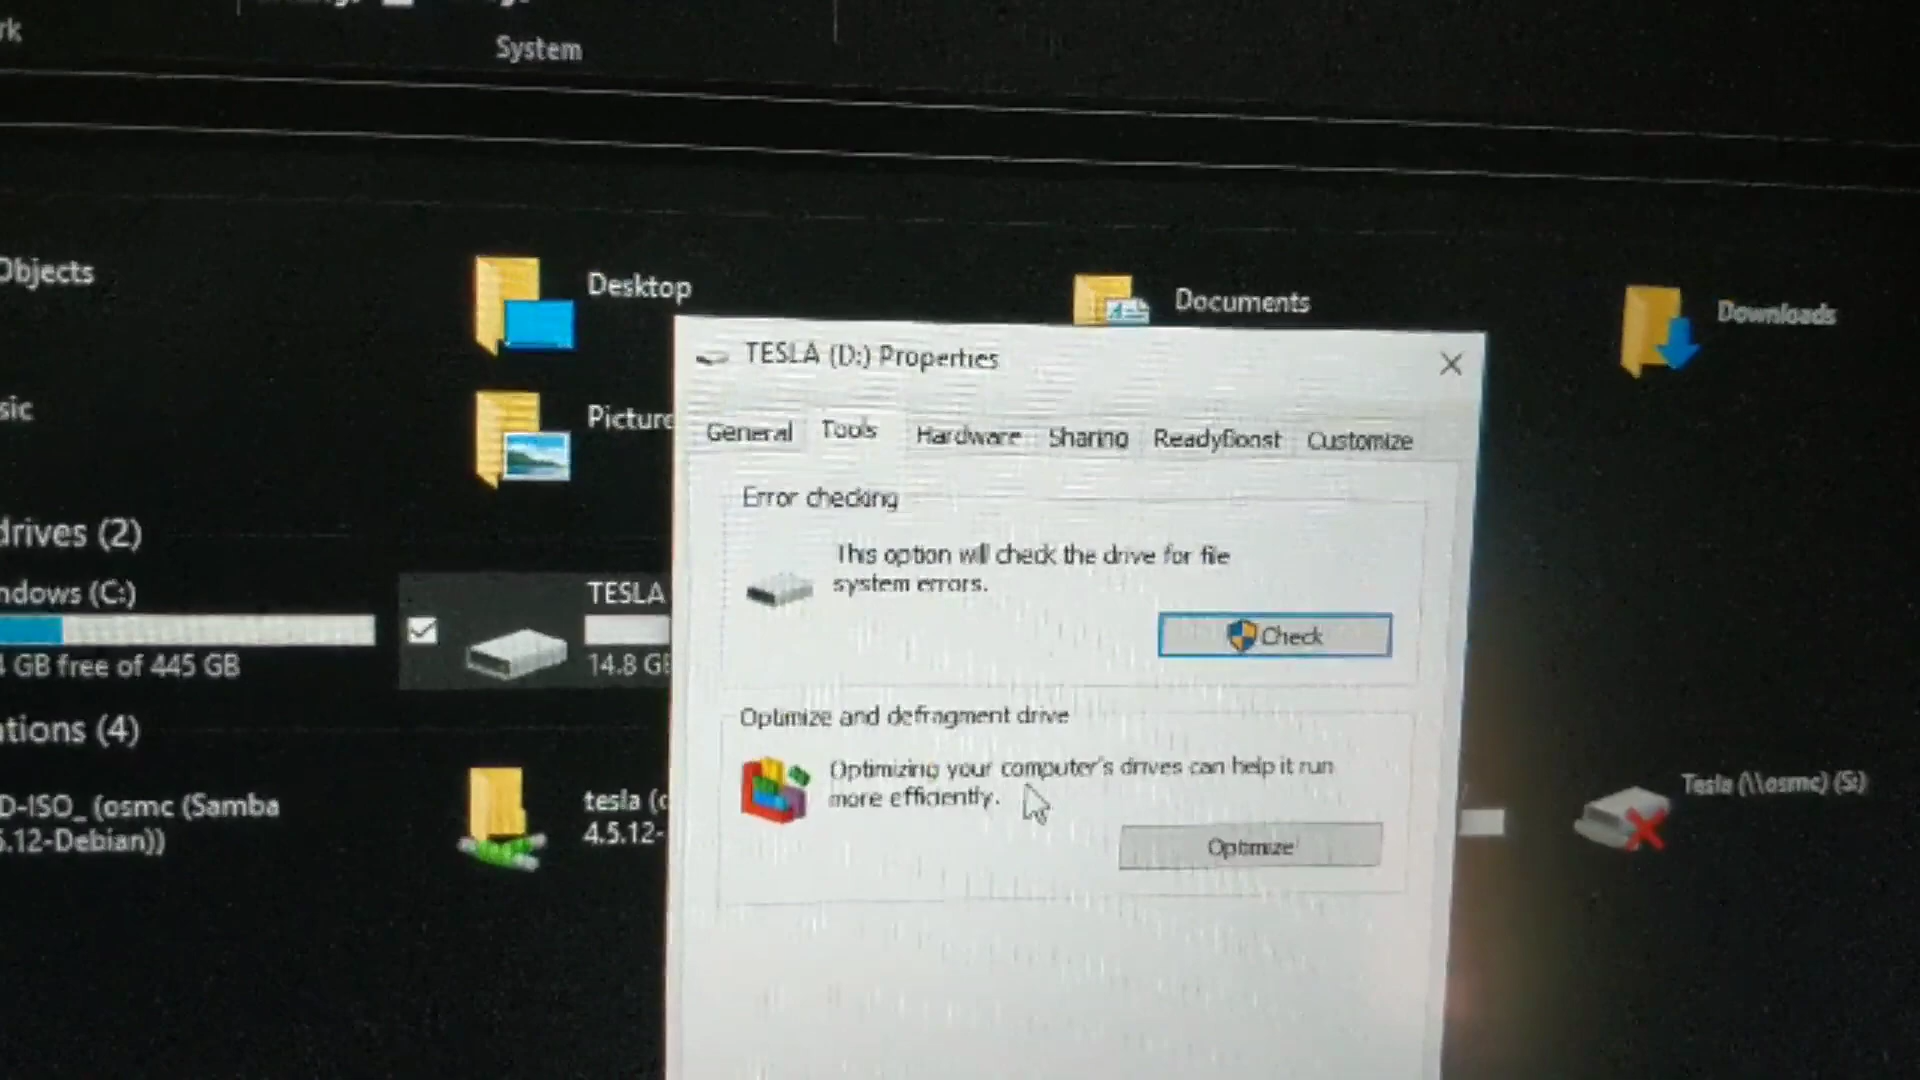 rk
System
Objects
Desktop
Documents
Downloads
TESLA (D:) Properties
sic
Picture
General
Tools
Hardware
Sharing
ReadyBoost
Customize
Error checking
drives (2)
This option will check the drive for file
system errors.
ndows (C:)
TESLA
Check
GB free of 445 GB
14.8 GB
Optimize and defragment drive
ations (4)
Optimizing your computer's drives can help it run
more efficiently.
Tesla (\\osmc) (S:)
D-ISO_ (osmc (Samba
5.12-Debian))
tesla (o
4.5.12-
Optimize